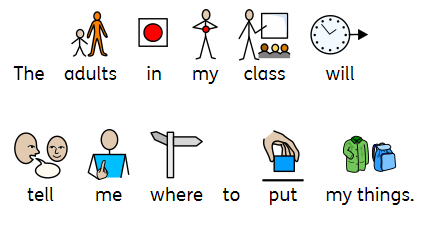 The adults in my class will
tell me where to put my things.